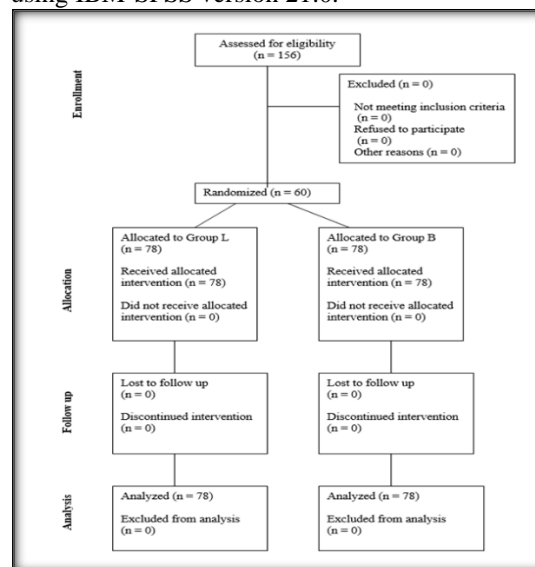 using IBM SPSS version 21.0.
Assessed for eligibility
(n = 156)
Enrollment
Excluded (n = 0)
Not meeting inclusion criteria
(n = 0)
Refused to participate
(n = 0)
Other reasons (n = 0)
Randomized (n = 60)
Allocation
Allocated to Group L
(n = 78)
Received allocated
intervention (n = 78)
Did not receive allocated
intervention (n = 0)
Allocated to Group B
(n = 78)
Received allocated
intervention (n = 78)
Did not receive allocated
intervention (n = 0)
Follow up
Lost to follow up
(n = 0)
Discontinued intervention
(n = 0)
Lost to follow up
(n = 0)
Discontinued intervention
(n = 0)
Analysis
Analyzed (n = 78)
Excluded from analysis
(n = 0)
Analyzed (n = 78)
Excluded from analysis
(n = 0)